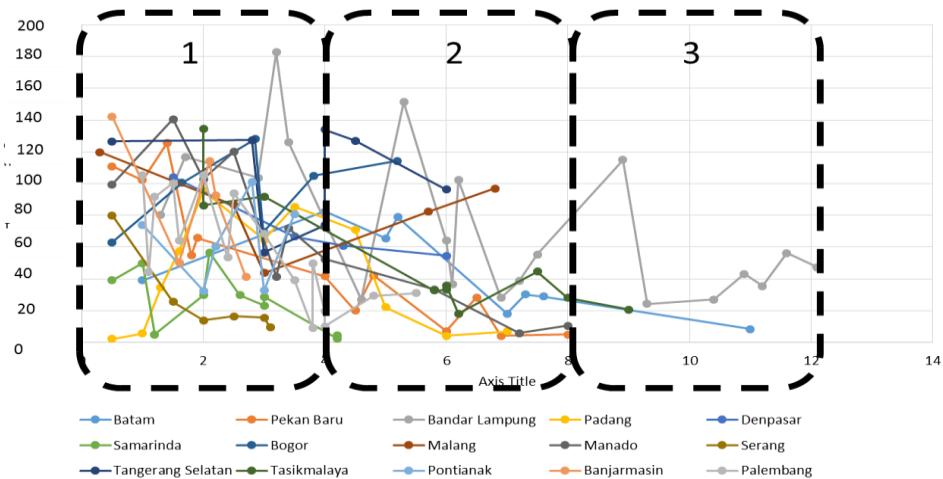 200
180
160
140
120
100
80
60
40
20
0
1 2 3
2 6 8 10 12 14
Axis Title
Batam Pekan Baru Bandar Lampung Padang Denpasar
Samarinda Bogor Malang Manado Serang
Tangerang Selatan Tasikmalaya Pontianak Banjarmasin Palembang